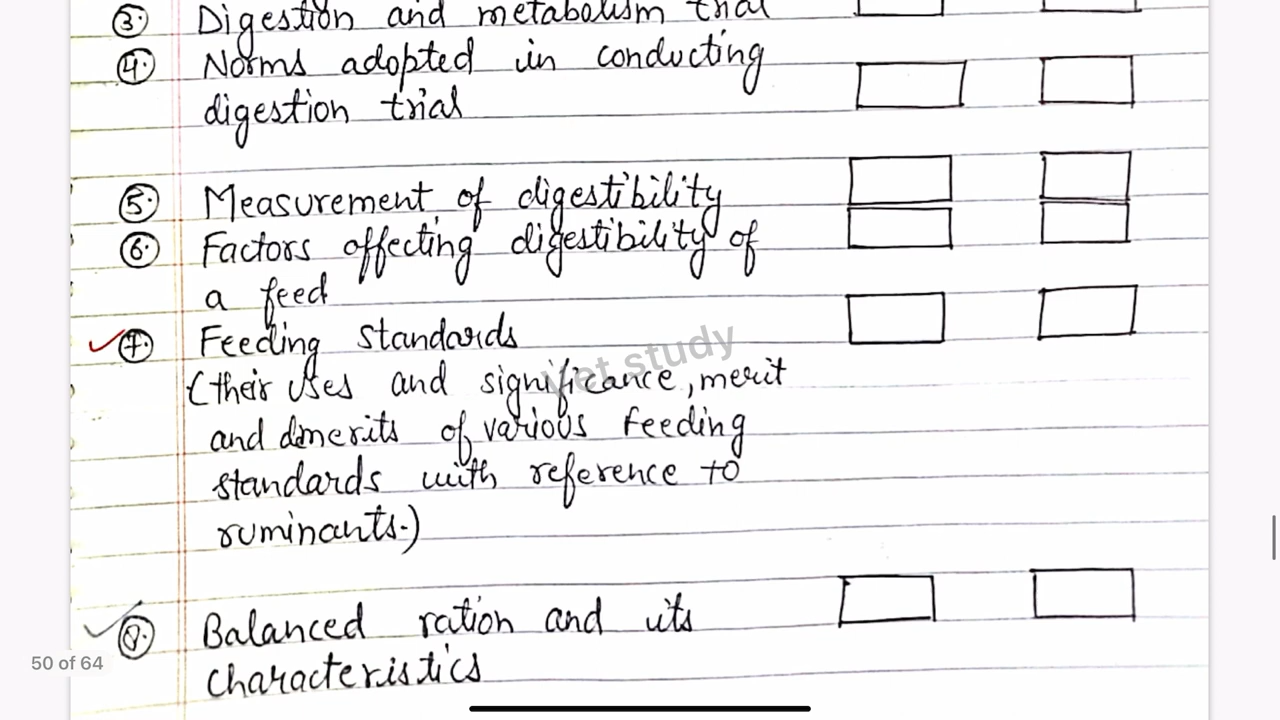 3. Digestion and metabolism trial
4. Norms adopted in conducting
digestion trial
5. Measurement of digestibility
6. Factors affecting digestibility of
a feed
7. Feeding standards
(their uses and significance, merit
and dmerits of various feeding
standards with reference to
ruminants.)
Vet study
8. Balanced ration and its
characteristics
50 of 64